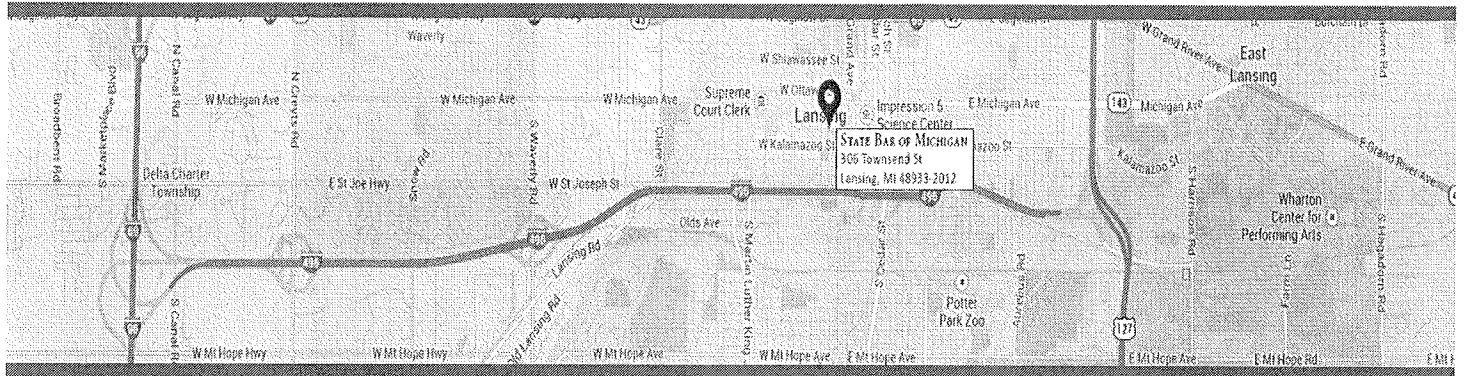 Waverly
W Shiawassee St
Grand Ave
W Grand River Ave
East
Lansing
N Canal Rd
N Creyts Rd
W Michigan Ave
W Michigan Ave
W Michigan Ave
Supreme
Court Clerk
W Ottawa
Lansing
Impression 5
Science Center
E Michigan Ave
143
Michigan Ave
Broadbent Rd
S Marketplace Blvd
Delta Charter
Township
E St Joe Hwy
Snow Rd
S Waverly Rd
W St Joseph St
Clare St
W Kalamazoo St
STATE BAR OF MICHIGAN
306 Townsend St
Lansing, MI 48933-2012
Kalamazoo St
E Grand River Ave
S Harrison Rd
Wharton
Center for
Performing Arts
S Hagadorn Rd
496
Olds Ave
S Martin Luther King
S Cedar St
Lansing Rd
Old Lansing Rd
Potter
Park Zoo
Farm Ln
127
S Canal Rd
W Mt Hope Hwy
W Mt Hope Hwy
W Mt Hope Ave
W Mt Hope Ave
E Mt Hope Ave
E Mt Hope Ave
E Mt Hope Rd